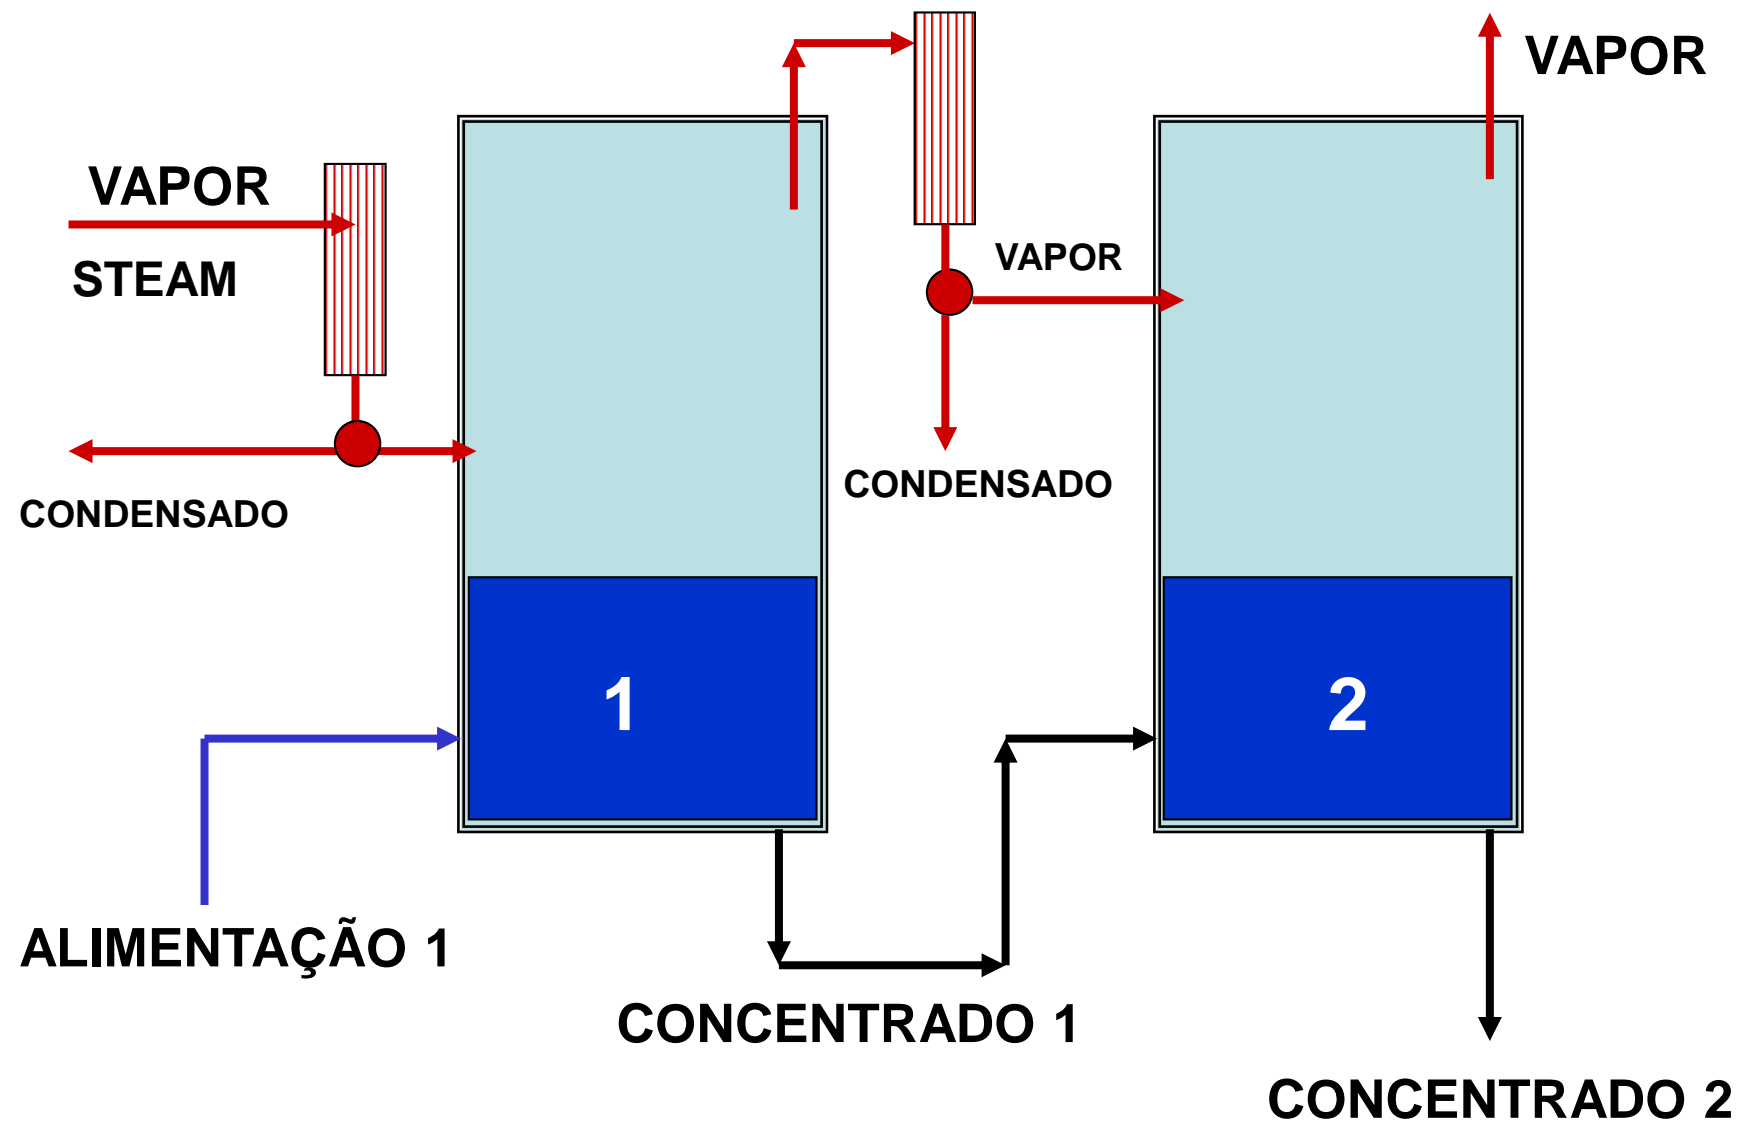 VAPOR
VAPOR
STEAM
VAPOR
CONDENSADO
CONDENSADO
1
2
ALIMENTAÇÃO 1
CONCENTRADO 1
CONCENTRADO 2